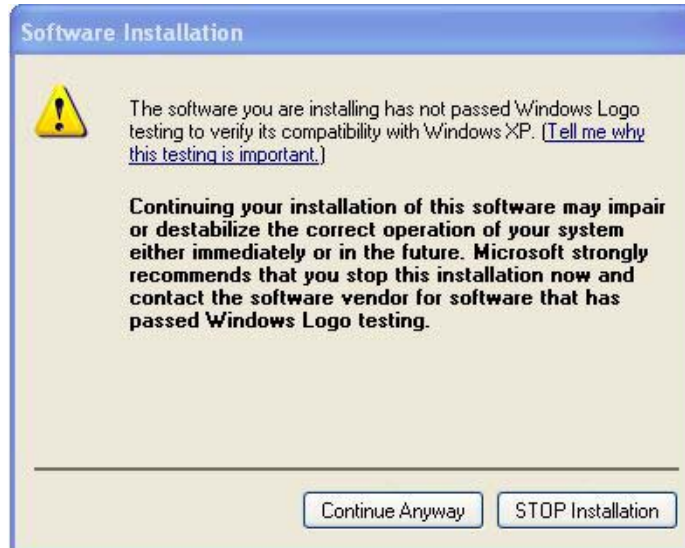 Software Installation
The software you are installing has not passed Windows Logo
testing to verify its compatibility with Windows XP. (Tell me why
this testing is important.)
Continuing your installation of this software may impair
or destabilize the correct operation of your system
either immediately or in the future. Microsoft strongly
recommends that you stop this installation now and
contact the software vendor for software that has
passed Windows Logo testing.
Continue Anyway
STOP Installation